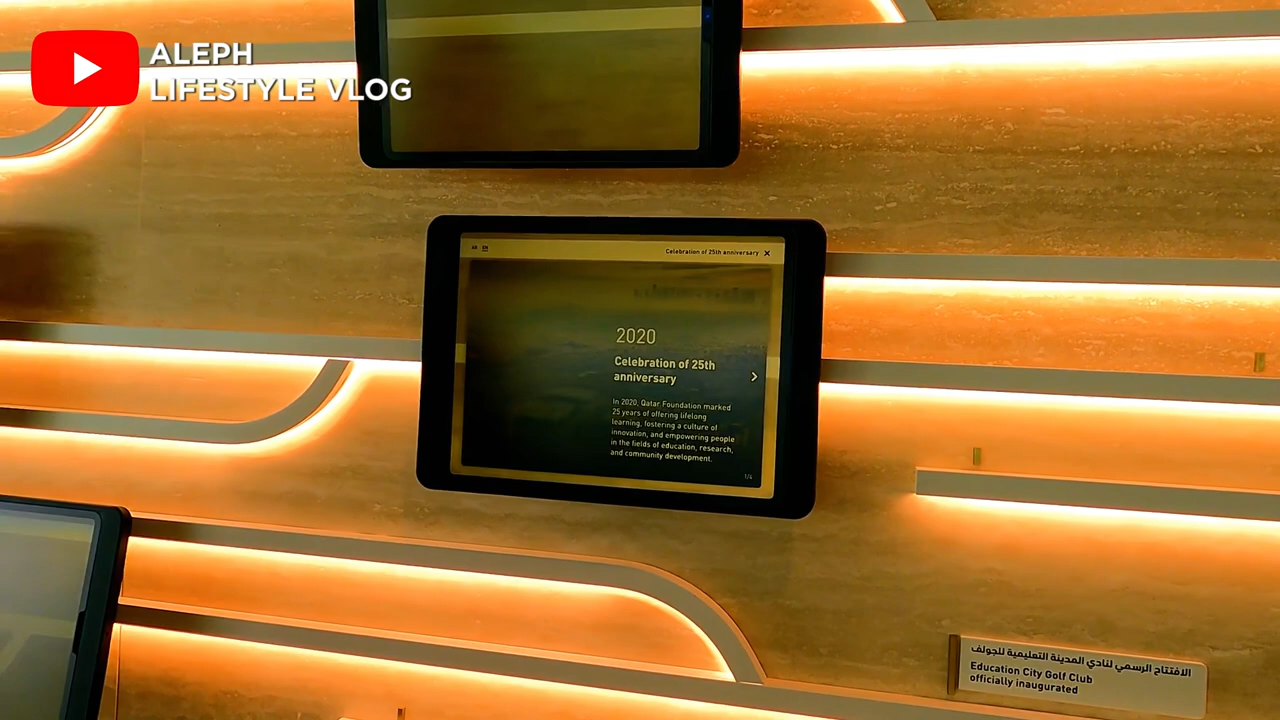 ALEPH
LIFESTYLE VLOG
AR EN
Celebration of 25th anniversary X
2020
Celebration of 25th
anniversary
In 2020, Qatar Foundation marked
25 years of offering lifelong
learning, fostering a culture of
innovation, and empowering people
in the fields of education, research,
and community development.
1/4
الافتتاح الرسمي لنادي المدينة التعليمية للجولف
Education City Golf Club
officially inaugurated